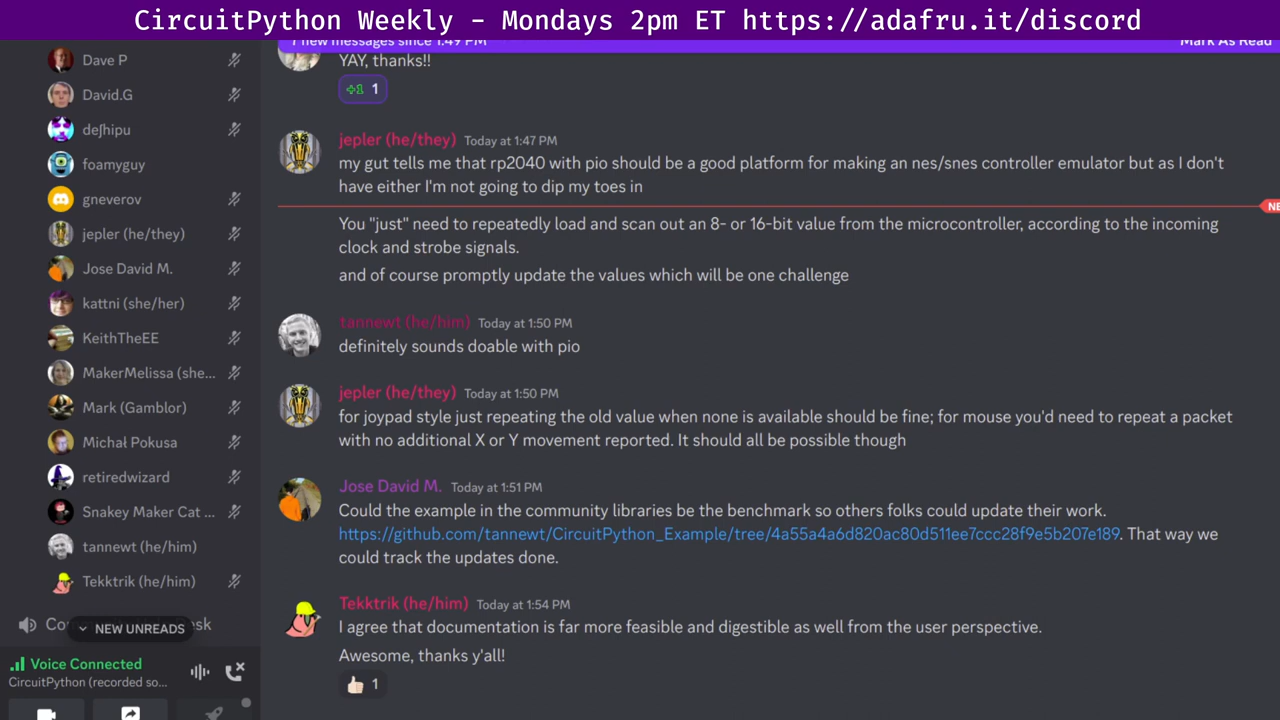 CircuitPython Weekly - Mondays 2pm ET https://adafru.it/discord
7 new messages since 1:49 PM
Mark As Read
Dave P
David.G
deʃhipu
foamyguy
gneverov
jepler (he/they)
Jose David M.
kattni (she/her)
KeithTheEE
MakerMelissa (she...
Mark (Gamblor)
Michał Pokusa
retiredwizard
Snakey Maker Cat ...
tannewt (he/him)
Tekktrik (he/him)
NEW UNREADS
Voice Connected
CircuitPython (recorded so...
YAY, thanks!!
1
jepler (he/they) Today at 1:47 PM
my gut tells me that rp2040 with pio should be a good platform for making an nes/snes controller emulator but as I don't
have either I'm not going to dip my toes in
You "just" need to repeatedly load and scan out an 8- or 16-bit value from the microcontroller, according to the incoming
clock and strobe signals.
and of course promptly update the values which will be one challenge
tannewt (he/him) Today at 1:50 PM
definitely sounds doable with pio
jepler (he/they) Today at 1:50 PM
for joypad style just repeating the old value when none is available should be fine; for mouse you'd need to repeat a packet
with no additional X or Y movement reported. It should all be possible though
Jose David M. Today at 1:51 PM
Could the example in the community libraries be the benchmark so others folks could update their work.
https://github.com/tannewt/CircuitPython_Example/tree/4a55a4a6d820ac80d511ee7ccc28f9e5b207e189. That way we
could track the updates done.
Tekktrik (he/him) Today at 1:54 PM
I agree that documentation is far more feasible and digestible as well from the user perspective.
Awesome, thanks y'all!
1